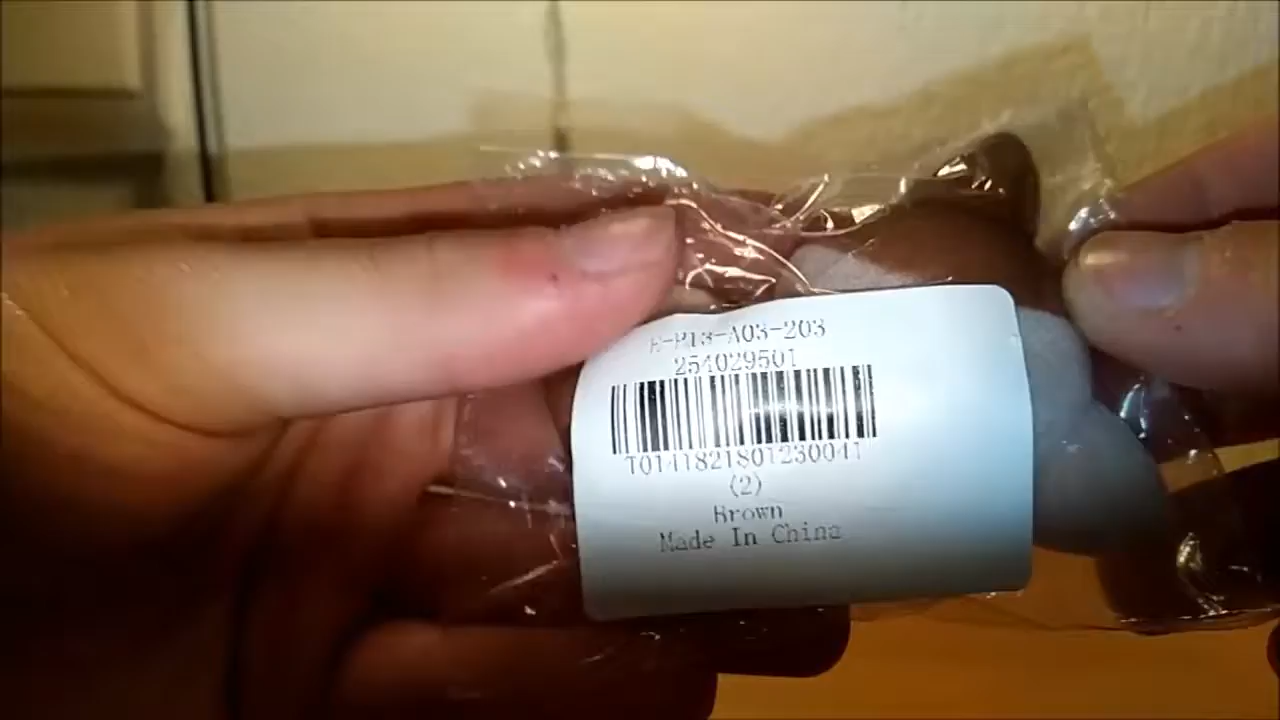 E-P13-A03-203
254029501
T0141821801230041
(2)
Brown
Made In China